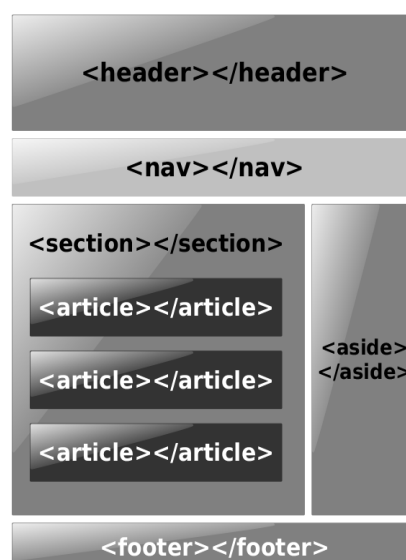 <header></header>
<nav></nav>
<section></section>
<article></article>
<article></article>
<article></article>
<aside>
</aside>
<footer></footer>